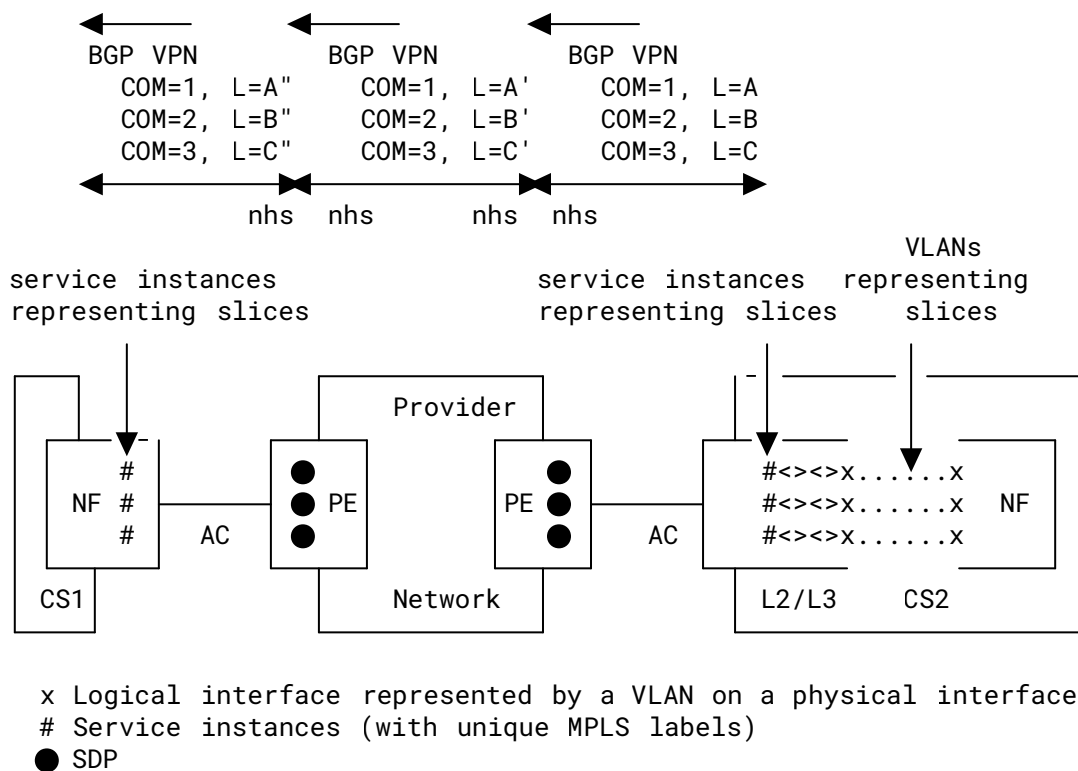 BGP VPN BGP VPN BGP VPN
COM=1, L=A" COM=1, L=A' COM=1, L=A
COM=2, L=B" COM=2, L=B' COM=2, L=B
COM=3, L=C" COM=3, L=C' COM=3, L=C
nhs nhs nhs nhs
VLANs
service instances service instances representing
representing slices representing slices slices
Provider
# #<><>x......x
NF # PE PE #<><>x......x NF
# AC AC #<><>x......x
CS1 Network L2/L3 CS2
x Logical interface represented by a VLAN on a physical interface
# Service instances (with unique MPLS labels)
● SDP